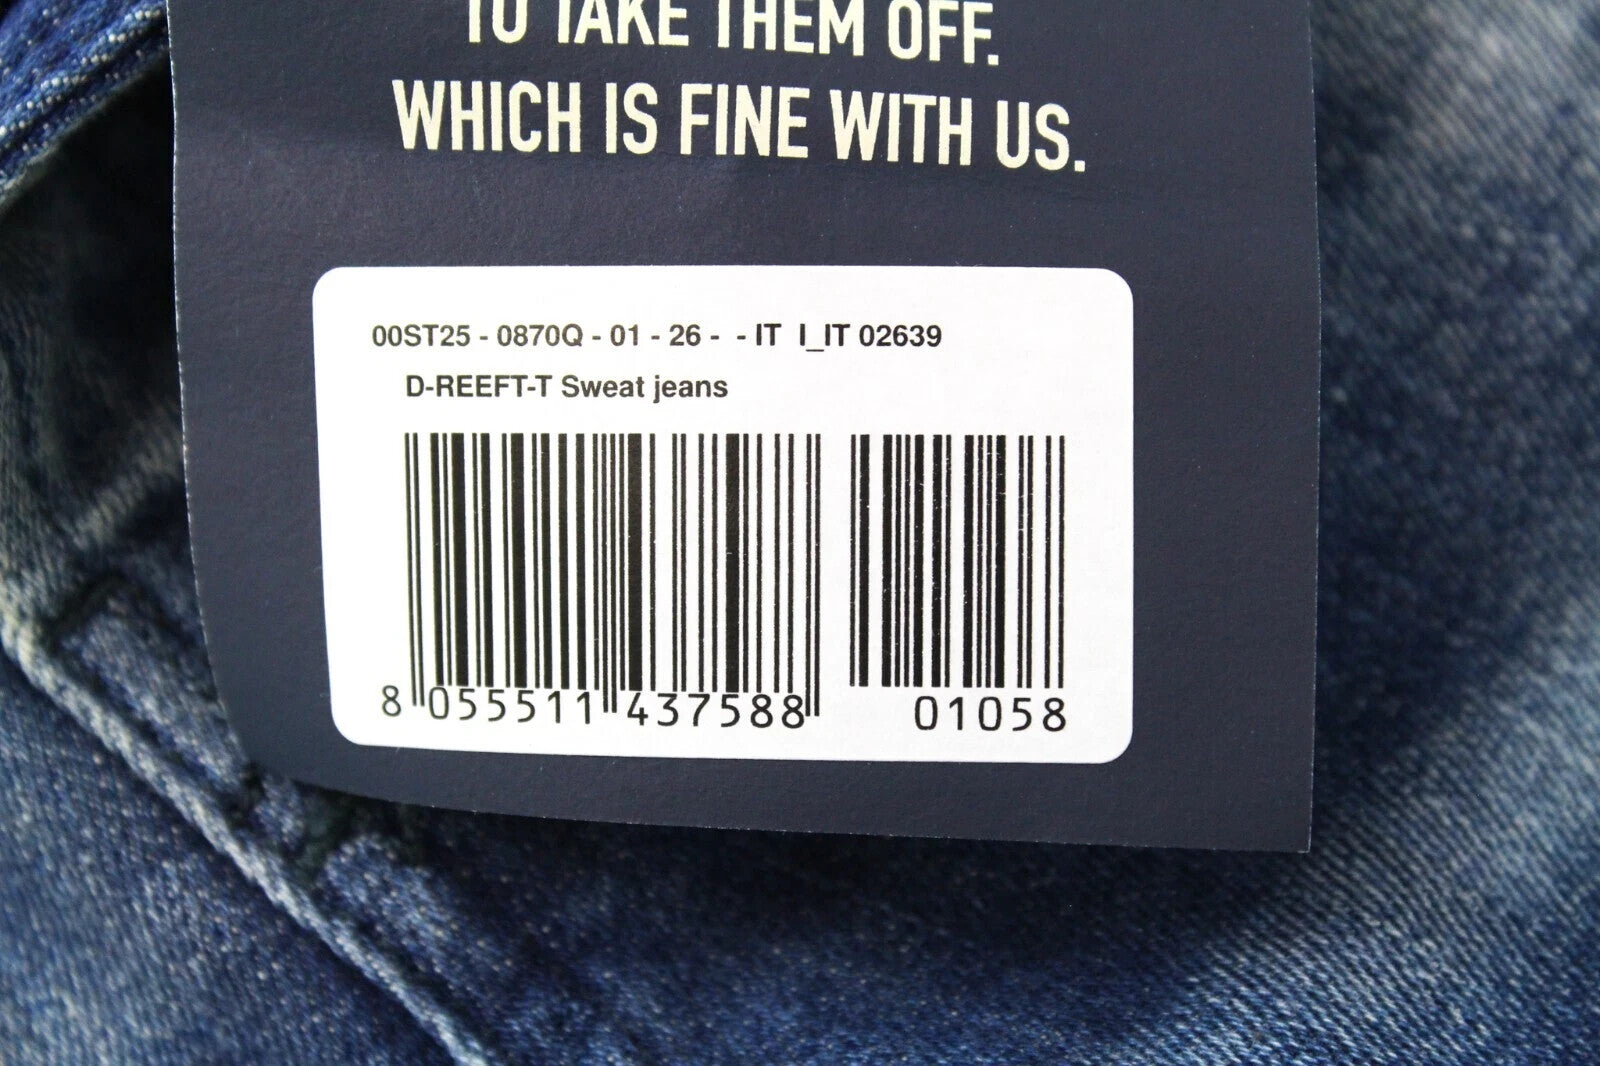 TO TAKE THEM OFF.
WHICH IS FINE WITH US.
00ST25 - 0870Q - 01 - 26 - - IT I_IT 02639
D-REEFT-T Sweat jeans
8 055511 437588 01058